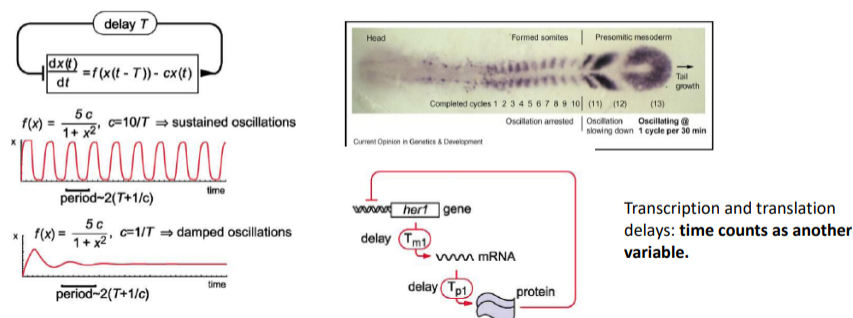 delay T
dx(t)
dt
=f(x(t - T)) - cx(t)
f(x) = 5 c / 1 + x², c=10/T ⇒ sustained oscillations
x
time
period~2(T+1/c)
f(x) = 5 c / 1 + x², c=1/T ⇒ damped oscillations
x
time
period~2(T+1/c)
Head Formed somites Presomitic mesoderm
Tail
growth
Completed cycles 1 2 3 4 5 6 7 8 9 10 (11) (12) (13)
Oscillation arrested Oscillation Oscillating @
slowing down 1 cycle per 30 min
Current Opinion in Genetics & Development
her1 gene
delay Tm1
mRNA
delay Tp1
protein
Transcription and translation
delays: time counts as another
variable.